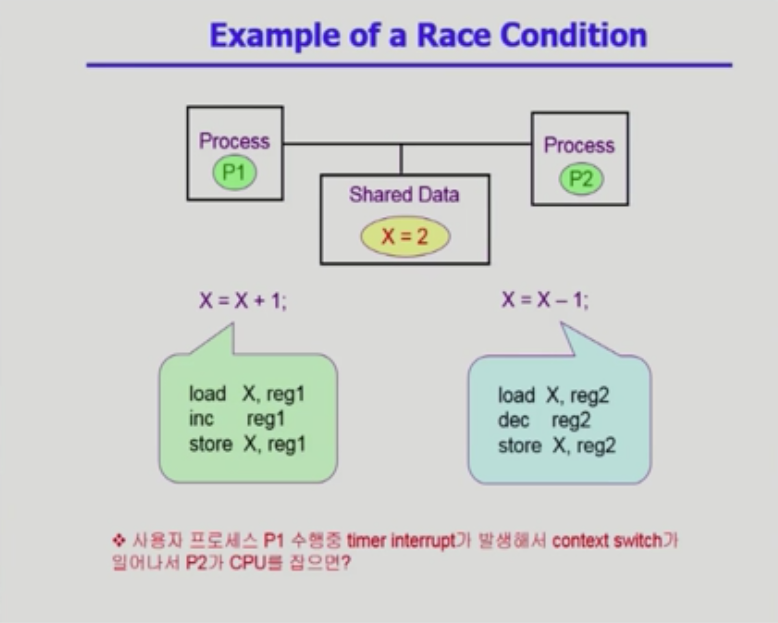 Example of a Race Condition
Process
P1
Process
P2
Shared Data
X = 2
X = X + 1;
X = X – 1;
load X, reg1
inc reg1
store X, reg1
load X, reg2
dec reg2
store X, reg2
❖ 사용자 프로세스 P1 수행중 timer interrupt가 발생해서 context switch가
일어나서 P2가 CPU를 잡으면?